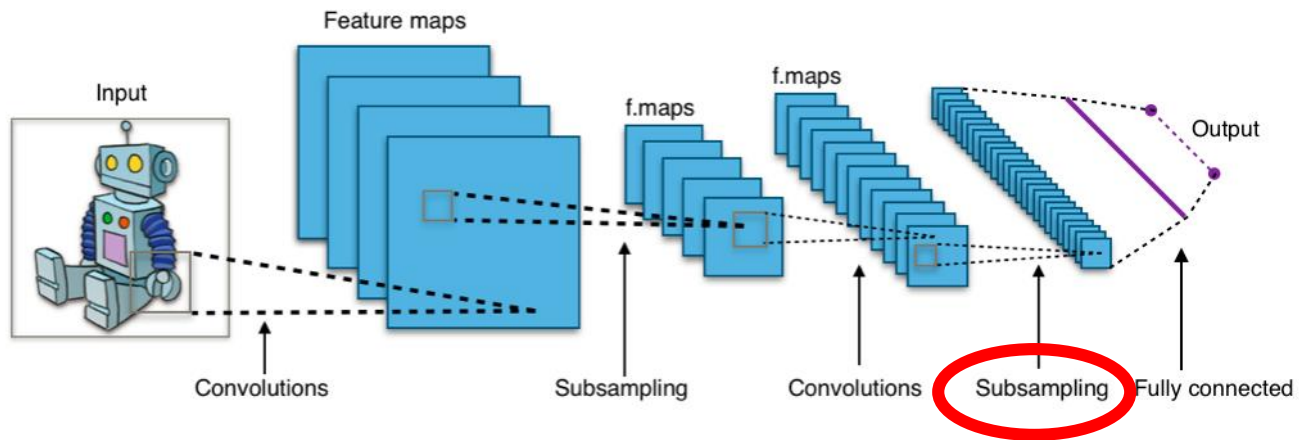 Feature maps
f.maps
f.maps
Input
Output
Convolutions
Subsampling
Convolutions
Subsampling
Fully connected